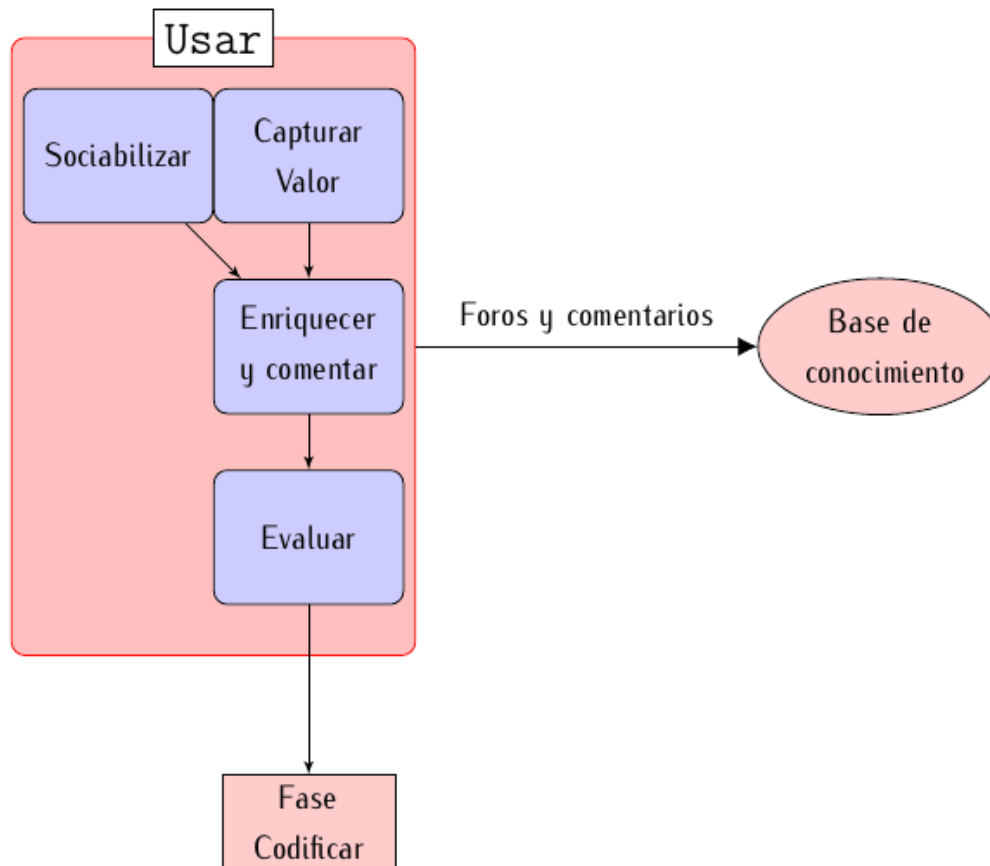 Usar
Sociabilizar
Capturar
Valor
Enriquecer
y comentar
Foros y comentarios
Base de
conocimiento
Evaluar
Fase
Codificar